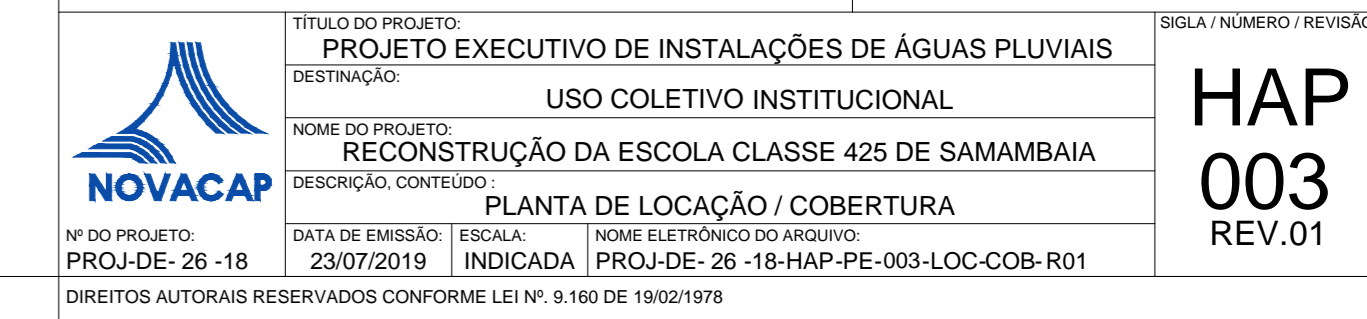 TÍTULO DO PROJETO:
PROJETO EXECUTIVO DE INSTALAÇÕES DE ÁGUAS PLUVIAIS
DESTINAÇÃO:
USO COLETIVO INSTITUCIONAL
NOME DO PROJETO:
RECONSTRUÇÃO DA ESCOLA CLASSE 425 DE SAMAMBAIA
DESCRIÇÃO, CONTEÚDO :
PLANTA DE LOCAÇÃO / COBERTURA
NOVACAP
Nº DO PROJETO:
PROJ-DE- 26 -18
DATA DE EMISSÃO:
23/07/2019
ESCALA:
INDICADA
NOME ELETRÔNICO DO ARQUIVO:
PROJ-DE- 26 -18-HAP-PE-003-LOC-COB-R01
SIGLA / NÚMERO / REVISÃO
HAP
003
REV.01
DIREITOS AUTORAIS RESERVADOS CONFORME LEI Nº. 9.160 DE 19/02/1978